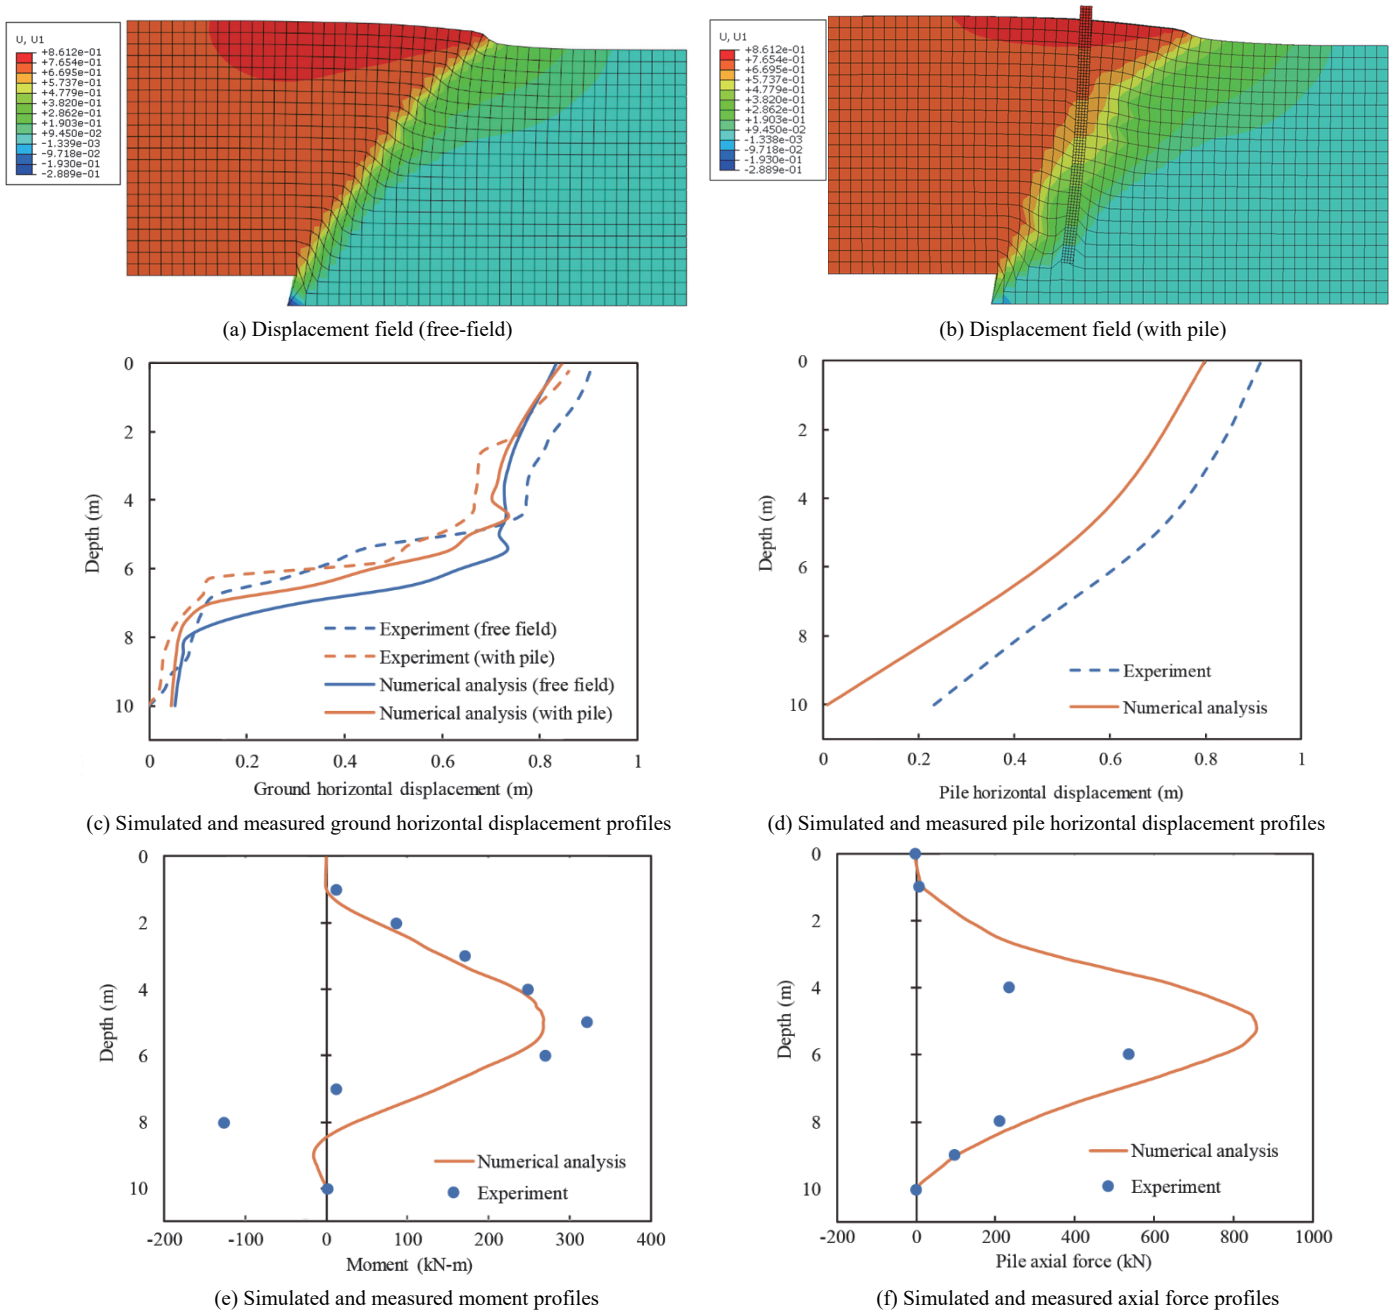 U, U1
+8.612e-01
+7.654e-01
+6.695e-01
+5.737e-01
+4.779e-01
+3.820e-01
+2.862e-01
+1.903e-01
+9.450e-02
-1.339e-03
-9.718e-02
-1.930e-01
-2.889e-01
(a) Displacement field (free-field)
U, U1
+8.612e-01
+7.654e-01
+6.695e-01
+5.737e-01
+4.779e-01
+3.820e-01
+2.862e-01
+1.903e-01
+9.450e-02
-1.338e-03
-9.718e-02
-1.930e-01
-2.889e-01
(b) Displacement field (with pile)
0
2
4
6
8
10
Depth (m)
Experiment (free field)
Experiment (with pile)
Numerical analysis (free field)
Numerical analysis (with pile)
0 0.2 0.4 0.6 0.8 1
Ground horizontal displacement (m)
(c) Simulated and measured ground horizontal displacement profiles
0
2
4
6
8
10
Depth (m)
Experiment
Numerical analysis
0 0.2 0.4 0.6 0.8 1
Pile horizontal displacement (m)
(d) Simulated and measured pile horizontal displacement profiles
0
2
4
6
8
10
Depth (m)
Numerical analysis
Experiment
-200 -100 0 100 200 300 400
Moment (kN-m)
(e) Simulated and measured moment profiles
0
2
4
6
8
10
Depth (m)
Numerical analysis
Experiment
-200 0 200 400 600 800 1000
Pile axial force (kN)
(f) Simulated and measured axial force profiles